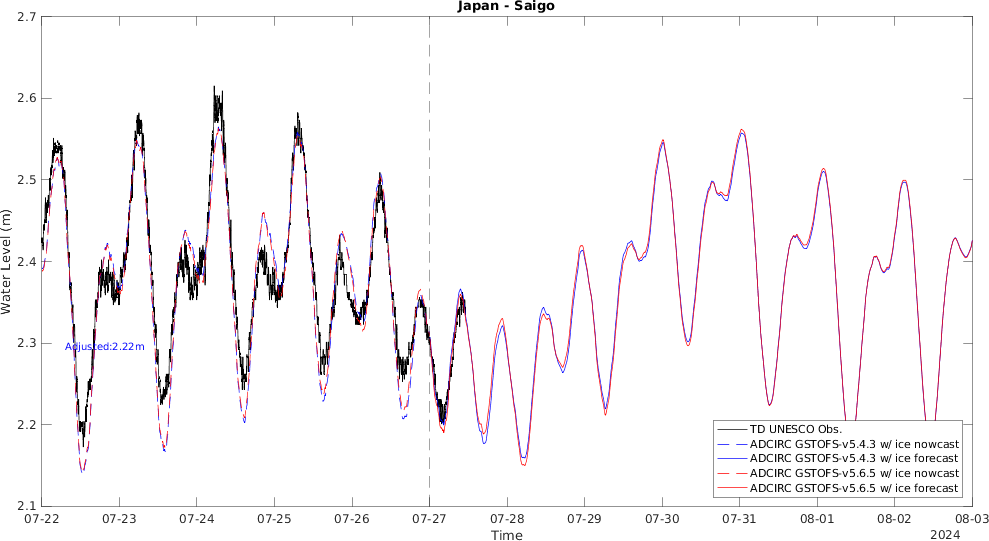 Japan - Saigo
2.7
2.6
2.5
2.4
2.3
2.2
2.1
Water Level (m)
Adjusted:2.22m
TD UNESCO Obs.
ADCIRC GSTOFS-v5.4.3 w/ ice nowcast
ADCIRC GSTOFS-v5.4.3 w/ ice forecast
ADCIRC GSTOFS-v5.6.5 w/ ice nowcast
ADCIRC GSTOFS-v5.6.5 w/ ice forecast
07-22 07-23 07-24 07-25 07-26 07-27 07-28 07-29 07-30 07-31 08-01 08-02 08-03
Time
2024